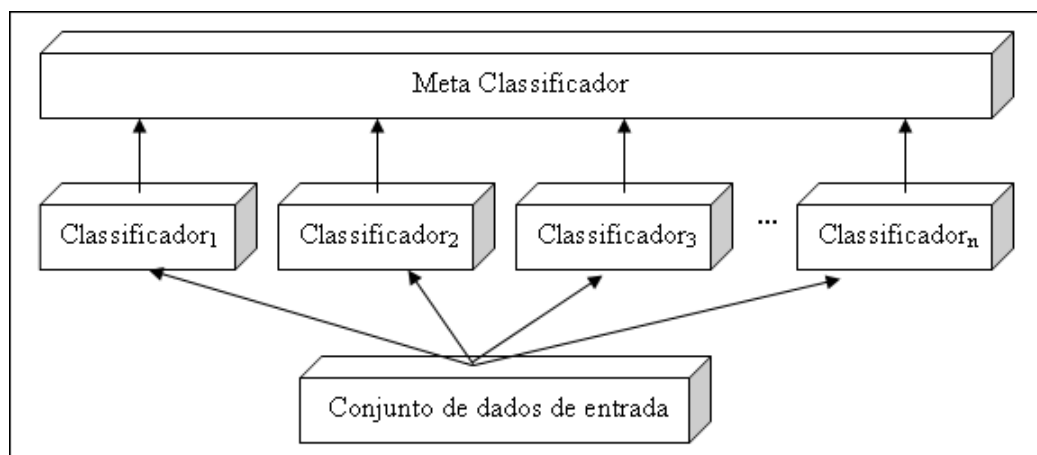 Meta Classificador
Classificador1 Classificador2 Classificador3 ... Classificadorn
Conjunto de dados de entrada